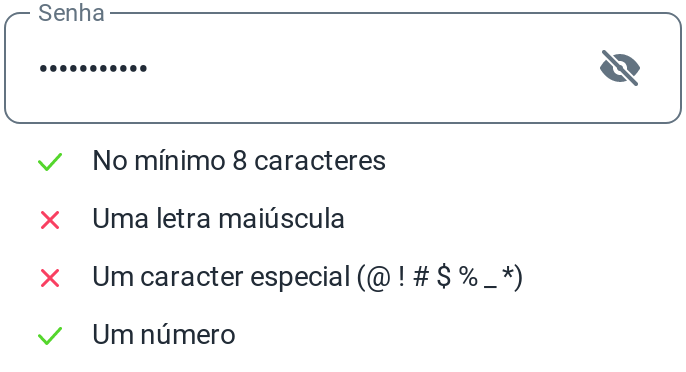 Senha
•••••••••••
No mínimo 8 caracteres
Uma letra maiúscula
Um caracter especial (@ ! # $ % _ *)
Um número